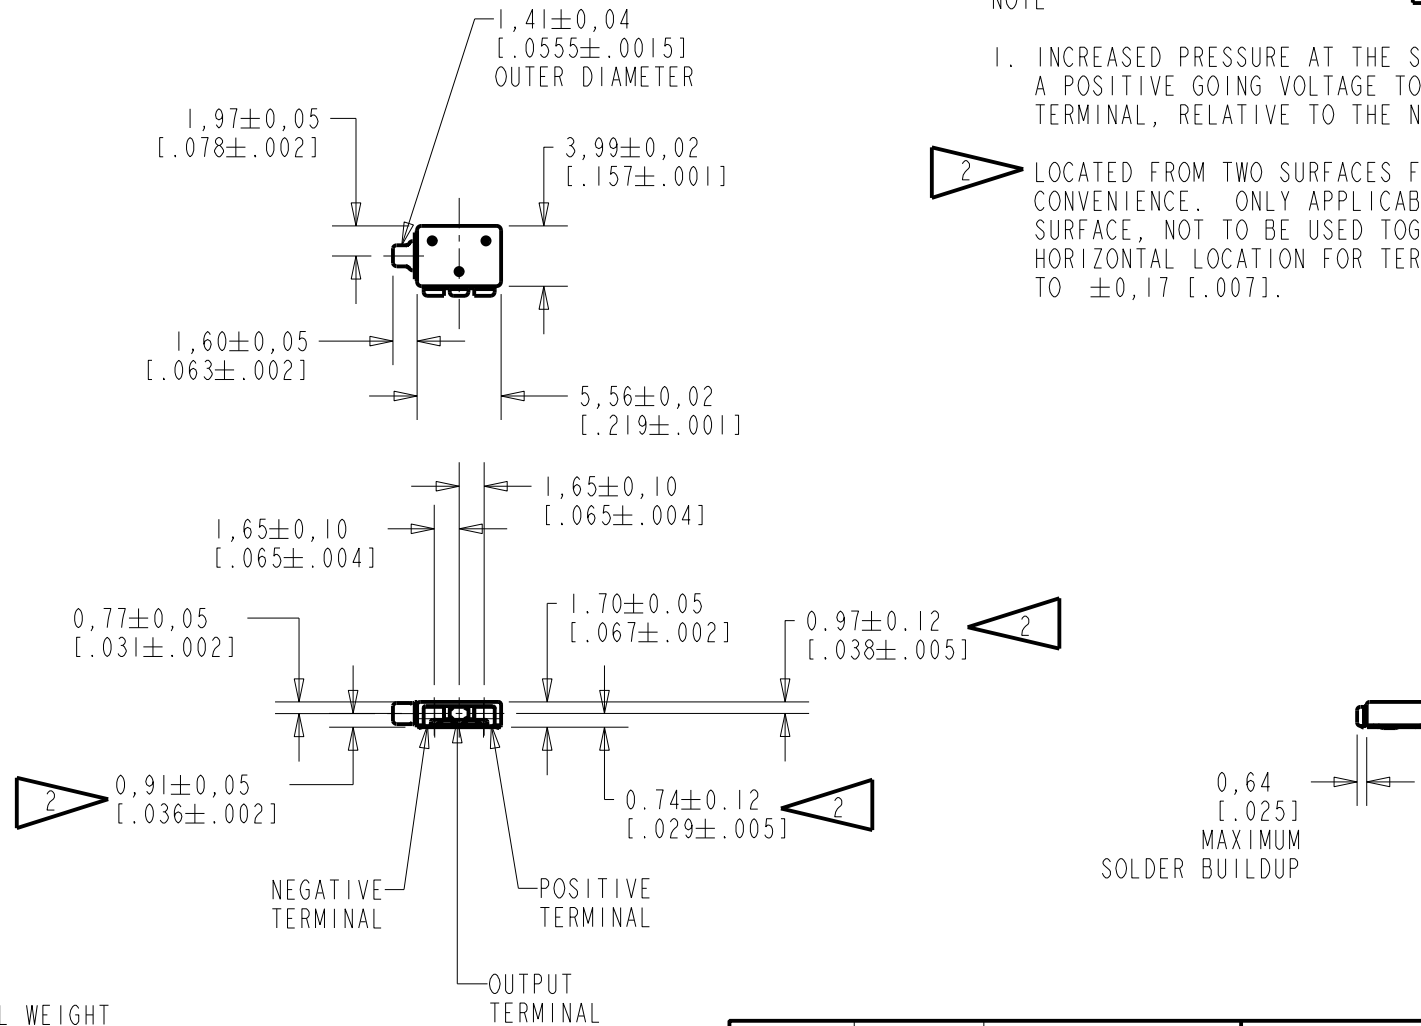 1,41±0,04
[.0555±.0015]
OUTER DIAMETER
1,97±0,05
[.078±.002]
3,99±0,02
[.157±.001]
1,60±0,05
[.063±.002]
5,56±0,02
[.219±.001]
NOTE
1. INCREASED PRESSURE AT THE S
A POSITIVE GOING VOLTAGE TO
TERMINAL, RELATIVE TO THE N
2
LOCATED FROM TWO SURFACES F
CONVENIENCE. ONLY APPLICAB
SURFACE, NOT TO BE USED TOG
HORIZONTAL LOCATION FOR TER
TO ±0,17 [.007].
1,65±0,10
[.065±.004]
1,65±0,10
[.065±.004]
0,77±0,05
[.031±.002]
1.70±0.05
[.067±.002]
0.97±0.12
[.038±.005]
2
2
0,91±0,05
[.036±.002]
0.74±0.12
[.029±.005]
2
NEGATIVE
TERMINAL
POSITIVE
TERMINAL
OUTPUT
TERMINAL
0,64
[.025]
MAXIMUM
SOLDER BUILDUP
L WEIGHT